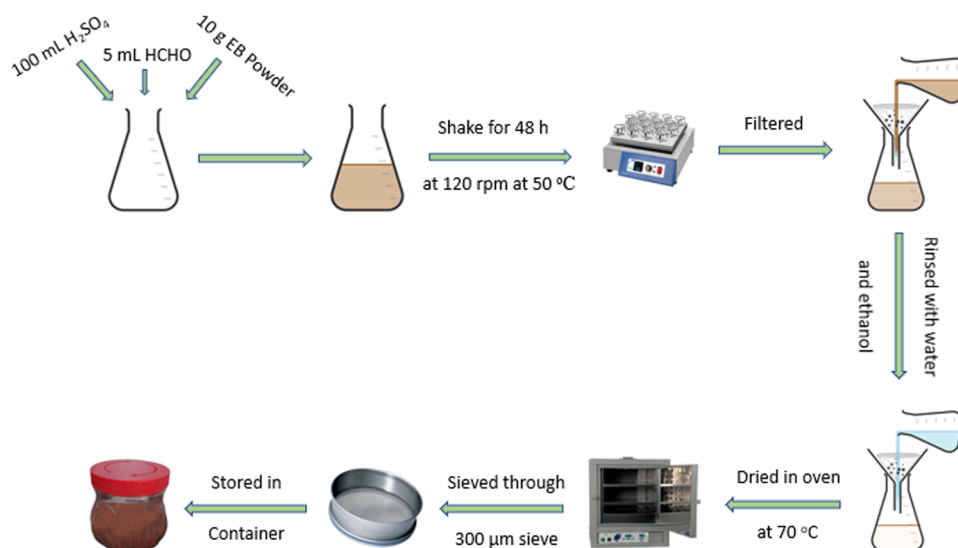 100 mL H₂SO₄
5 mL HCHO
10 g EB Powder
Shake for 48 h
at 120 rpm at 50 °C
Filtered
Rinsed with water
and ethanol
Dried in oven
at 70 °C
Sieved through
300 µm sieve
Stored in
Container